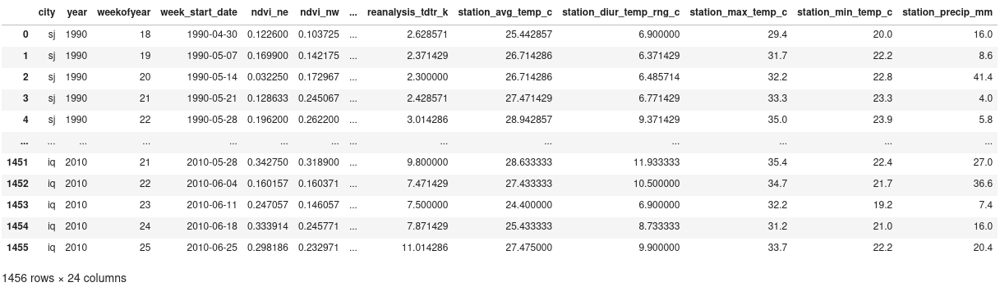 city year weekofyear week_start_date ndvi_ne ndvi_nw ... reanalysis_tdtr_k station_avg_temp_c station_diur_temp_rng_c station_max_temp_c station_min_temp_c station_precip_mm
0 sj 1990 18 1990-04-30 0.122600 0.103725 ... 2.628571 25.442857 6.900000 29.4 20.0 16.0
1 sj 1990 19 1990-05-07 0.169900 0.142175 ... 2.371429 26.714286 6.371429 31.7 22.2 8.6
2 sj 1990 20 1990-05-14 0.032250 0.172967 ... 2.300000 26.714286 6.485714 32.2 22.8 41.4
3 sj 1990 21 1990-05-21 0.128633 0.245067 ... 2.428571 27.471429 6.771429 33.3 23.3 4.0
4 sj 1990 22 1990-05-28 0.196200 0.262200 ... 3.014286 28.942857 9.371429 35.0 23.9 5.8
... ... ... ... ... ... ... ... ... ... ... ... ... ...
1451 iq 2010 21 2010-05-28 0.342750 0.318900 ... 9.800000 28.633333 11.933333 35.4 22.4 27.0
1452 iq 2010 22 2010-06-04 0.160157 0.160371 ... 7.471429 27.433333 10.500000 34.7 21.7 36.6
1453 iq 2010 23 2010-06-11 0.247057 0.146057 ... 7.500000 24.400000 6.900000 32.2 19.2 7.4
1454 iq 2010 24 2010-06-18 0.333914 0.245771 ... 7.871429 25.433333 8.733333 31.2 21.0 16.0
1455 iq 2010 25 2010-06-25 0.298186 0.232971 ... 11.014286 27.475000 9.900000 33.7 22.2 20.4
1456 rows × 24 columns